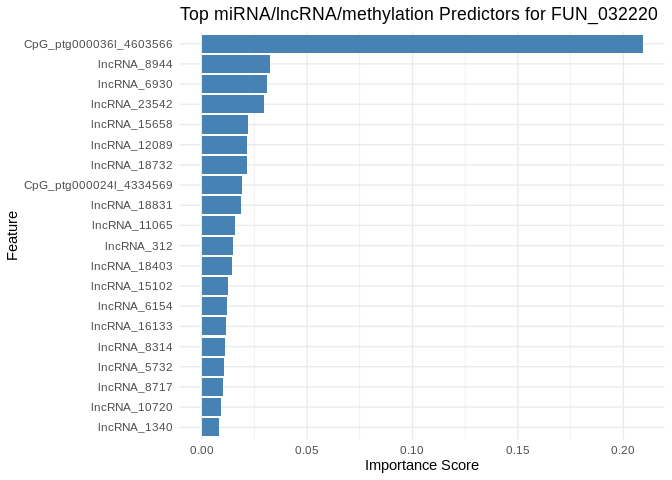 Top miRNA/lncRNA/methylation Predictors for FUN_032220
CpG_ptg000036l_4603566
lncRNA_8944
lncRNA_6930
lncRNA_23542
lncRNA_15658
lncRNA_12089
lncRNA_18732
CpG_ptg000024l_4334569
lncRNA_18831
lncRNA_11065
lncRNA_312
lncRNA_18403
lncRNA_15102
lncRNA_6154
lncRNA_16133
lncRNA_8314
lncRNA_5732
lncRNA_8717
lncRNA_10720
lncRNA_1340
Feature
0.00 0.05 0.10 0.15 0.20
Importance Score